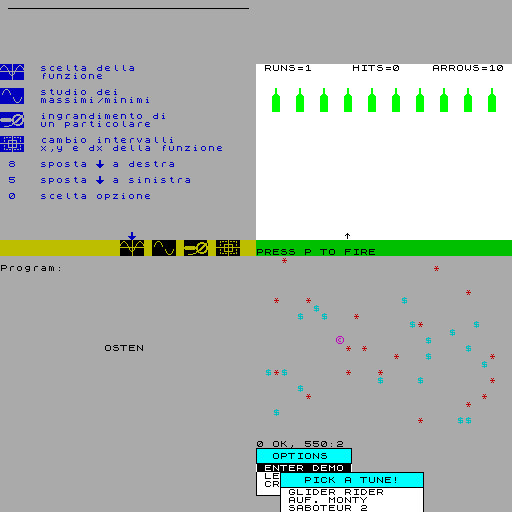 scelta della
funzione
studio dei
massimi/minimi
ingrandimento di
un particolare
cambio intervalli
x,y e dx della funzione
8 sposta a destra
5 sposta a sinistra
0 scelta opzione
RUNS=1 HITS=0 ARROWS=10
PRESS P TO FIRE
Program:
OSTEN
©
0 OK, 550:2
OPTIONS
ENTER DEMO
LE
CR
PICK A TUNE!
GLIDER RIDER
AUF. MONTY
SABOTEUR 2